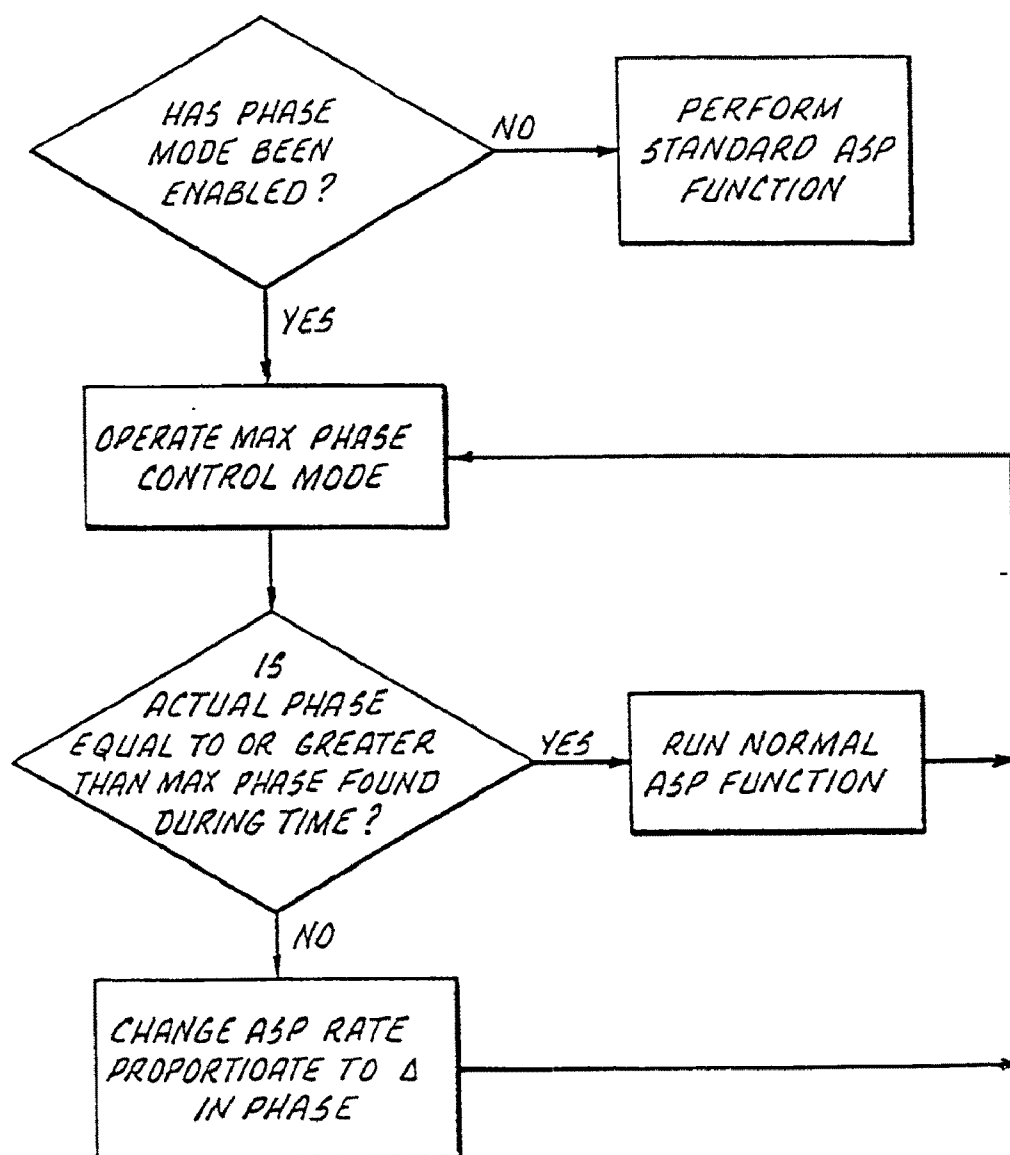 HAS PHASE
MODE BEEN
ENABLED?
NO
PERFORM
STANDARD ASP
FUNCTION
YES
OPERATE MAX PHASE
CONTROL MODE
IS
ACTUAL PHASE
EQUAL TO OR GREATER
THAN MAX PHASE FOUND
DURING TIME?
YES
RUN NORMAL
ASP FUNCTION
NO
CHANGE ASP RATE
PROPORTIOATE TO Δ
IN PHASE